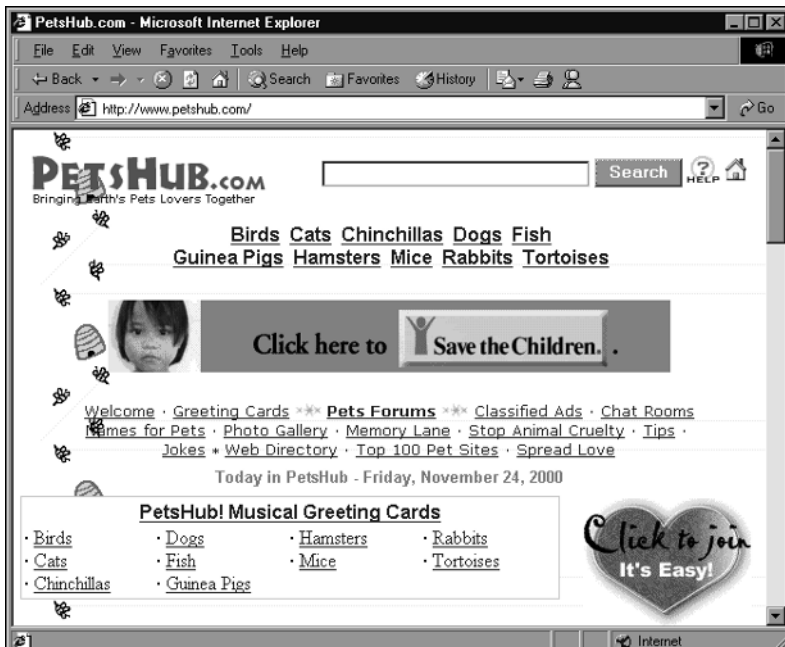 PetsHub.com - Microsoft Internet Explorer
File Edit View Favorites Tools Help
Back Search Favorites History
Address http://www.petshub.com/ Go
PETSHUB.COM
Search HELP
Bringing Earth's Pets Lovers Together
Birds Cats Chinchillas Dogs Fish
Guinea Pigs Hamsters Mice Rabbits Tortoises
Click here to Save the Children. .
Welcome · Greeting Cards Pets Forums Classified Ads · Chat Rooms
Names for Pets · Photo Gallery · Memory Lane · Stop Animal Cruelty · Tips ·
Jokes * Web Directory · Top 100 Pet Sites · Spread Love
Today in PetsHub - Friday, November 24, 2000
PetsHub! Musical Greeting Cards
· Birds · Dogs · Hamsters · Rabbits
· Cats · Fish · Mice · Tortoises
· Chinchillas · Guinea Pigs
Click to join
It's Easy!
Internet